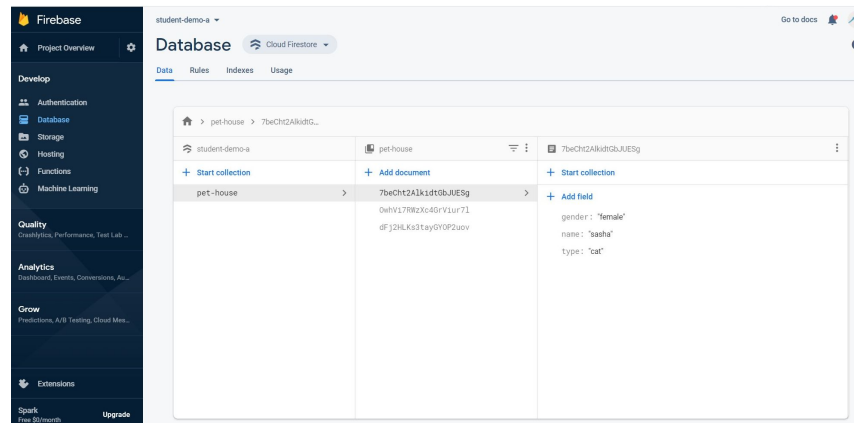 Firebase
Project Overview
Develop
Authentication
Database
Storage
Hosting
Functions
Machine Learning
Quality
Crashlytics, Performance, Test Lab ...
Analytics
Dashboard, Events, Conversions, Au...
Grow
Predictions, A/B Testing, Cloud Mes...
Extensions
Spark
Free $0/month
Upgrade
student-demo-a
Go to docs
Database
Cloud Firestore
Data Rules Indexes Usage
> pet-house > 7beCht2AlkidtG...
student-demo-a
+ Start collection
pet-house
pet-house
+ Add document
7beCht2AlkidtGbJUESg
OwhVi7RWzXc4GrViur7l
dFj2HLKs3tayGYOP2uov
7beCht2AlkidtGbJUESg
+ Start collection
+ Add field
gender: "female"
name: "sasha"
type: "cat"